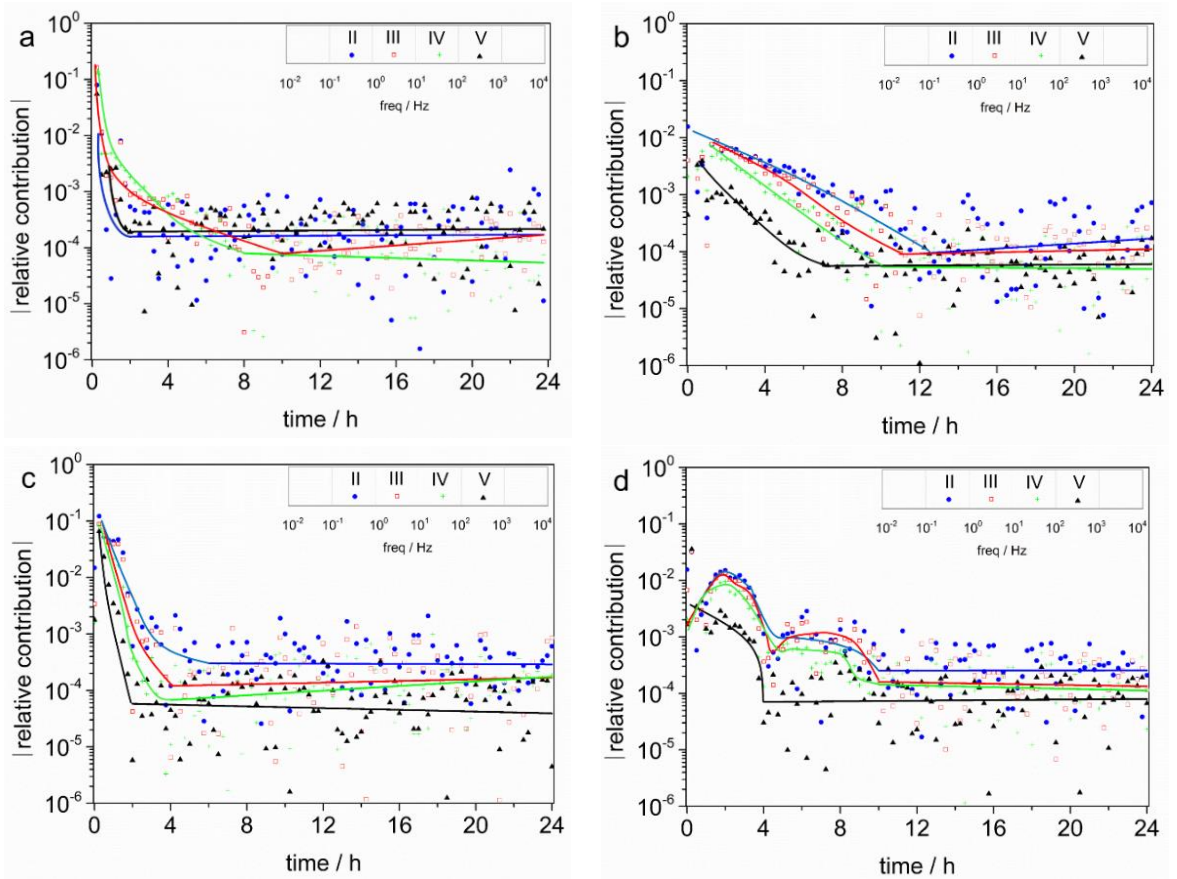 a
II III IV V
10^-2 10^-1 10^0 10^1 10^2 10^3 10^4
freq / Hz
|relative contribution|
10^0
10^-1
10^-2
10^-3
10^-4
10^-5
10^-6
0 4 8 12 16 20 24
time / h
b
II III IV V
10^-2 10^-1 10^0 10^1 10^2 10^3 10^4
freq / Hz
|relative contribution|
10^0
10^-1
10^-2
10^-3
10^-4
10^-5
10^-6
0 4 8 12 16 20 24
time / h
c
II III IV V
10^-2 10^-1 10^0 10^1 10^2 10^3 10^4
freq / Hz
|relative contribution|
10^0
10^-1
10^-2
10^-3
10^-4
10^-5
10^-6
0 4 8 12 16 20 24
time / h
d
II III IV V
10^-2 10^-1 10^0 10^1 10^2 10^3 10^4
freq / Hz
|relative contribution|
10^0
10^-1
10^-2
10^-3
10^-4
10^-5
10^-6
0 4 8 12 16 20 24
time / h